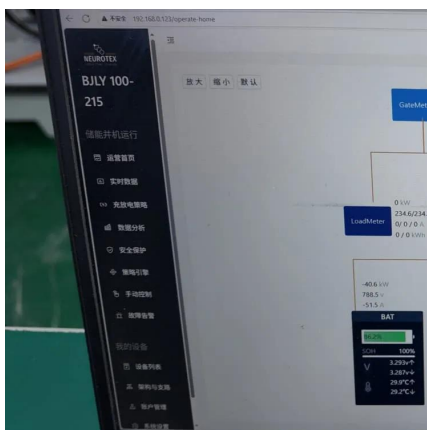 不安全 192.168.0.123/operate-home
NEUROTEX
BJLY 100-
215
储能并机运行
运营首页
实时数据
充放电策略
数据分析
安全保护
策略引擎
手动控制
故障告警
我的设备
设备列表
架构与支路
账户管理
系统设置
放大 缩小 默认
GateMet
0 kW
234.6/234.
0/ 0 / 0 A
0 / 0 kWh
LoadMeter
-40.6 kW
788.5 V
-51.5 A
BAT
SOH 100%
V 3.293v↑
3.287v↓
29.9°C↑
29.2°C↓